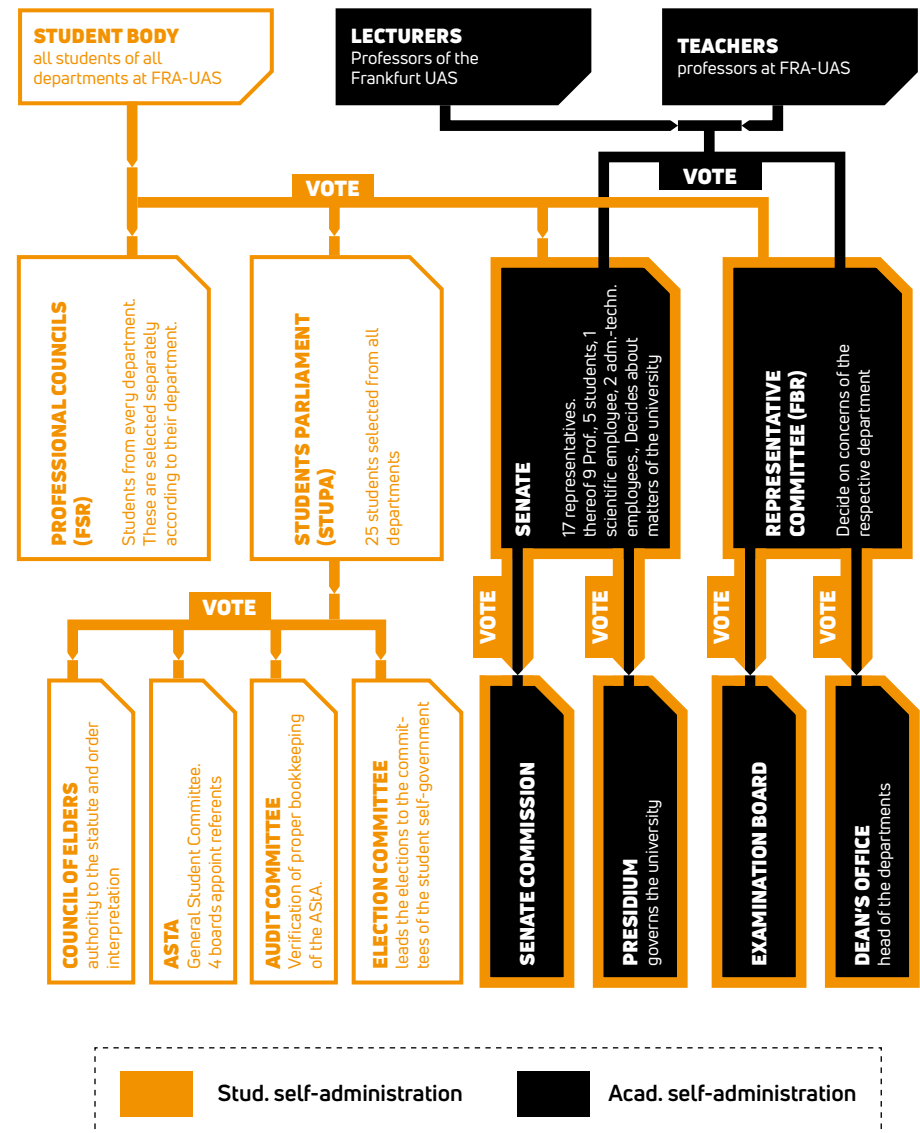 STUDENT BODY
all students of all
departments at FRA-UAS
LECTURERS
Professors of the
Frankfurt UAS
TEACHERS
professors at FRA-UAS
VOTE
VOTE
PROFESSIONAL COUNCILS
(FSR)
Students from every department.
These are selected separately
according to their department.
STUDENTS PARLIAMENT
(STUPA)
25 students selected from all
departments
SENATE
17 representatives.
thereof 9 Prof., 5 students, 1
scientific employee, 2 adm.-techn.
employees., Decides about
matters of the university
REPRESENTATIVE
COMMITTEE (FBR)
Decide on concerns of the
respective department
VOTE
VOTE
VOTE
VOTE
VOTE
COUNCIL OF ELDERS
authority to the statute and order
interpretation
ASTA
General Student Committee.
4 boards appoint referents
AUDIT COMMITTEE
Verification of proper bookkeeping
of the AStA.
ELECTION COMMITTEE
leads the elections to the commit-
tees of the student self-government
SENATE COMMISSION
PRESIDIUM
governs the university
EXAMINATION BOARD
DEAN'S OFFICE
head of the departments
Stud. self-administration
Acad. self-administration